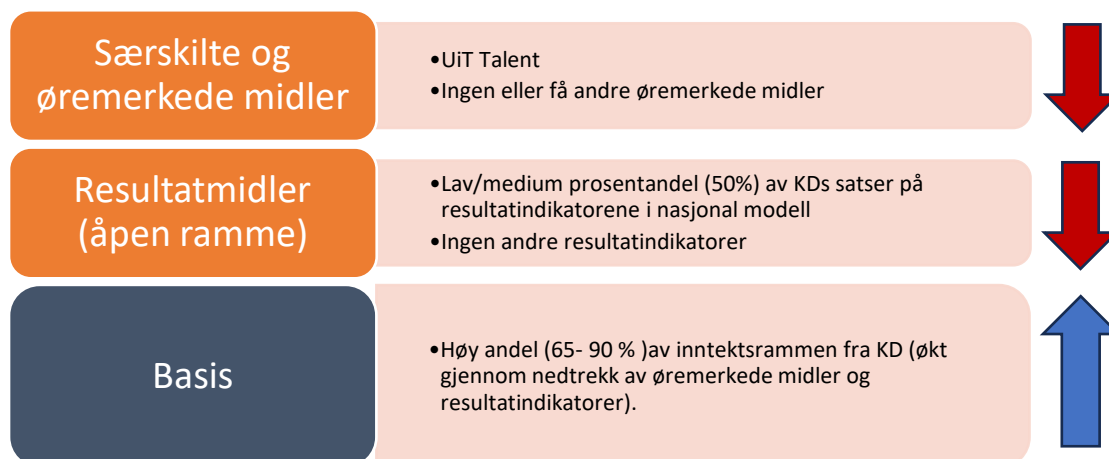 Særskilte og
øremerkede midler
•UiT Talent
•Ingen eller få andre øremerkede midler
Resultatmidler
(åpen ramme)
•Lav/medium prosentandel (50%) av KDs satser på
resultatindikatorene i nasjonal modell
•Ingen andre resultatindikatorer
Basis
•Høy andel (65- 90 % )av inntektsrammen fra KD (økt
gjennom nedtrekk av øremerkede midler og
resultatindikatorer).